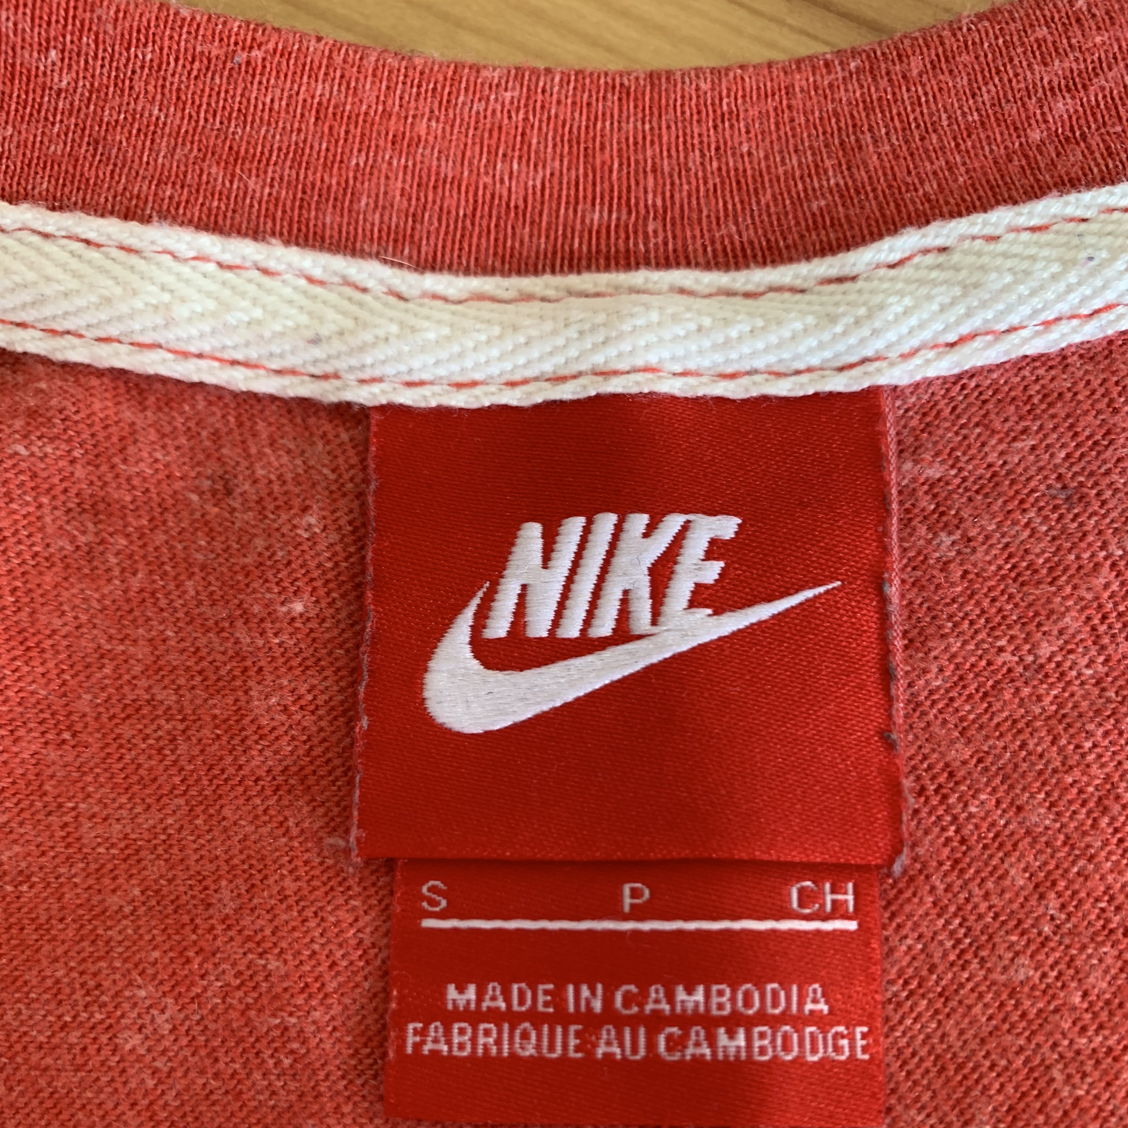 NIKE
S P CH
MADE IN CAMBODIA
FABRIQUE AU CAMBODGE